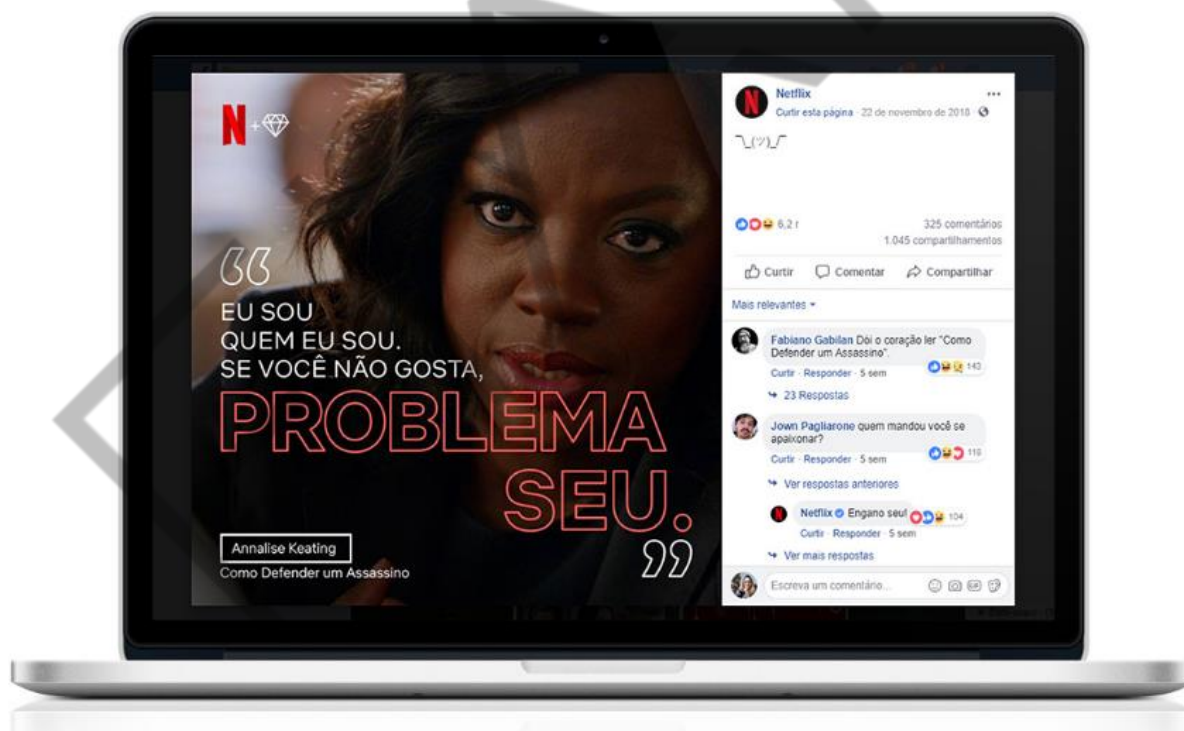 N+
“
EU SOU
QUEM EU SOU.
SE VOCÊ NÃO GOSTA,
PROBLEMA
SEU.
”
Annalise Keating
Como Defender um Assassino
Netflix
Curtir esta página · 22 de novembro de 2018 ·
¯\_(ツ)_/¯
6,2
325 comentários
1.045 compartilhamentos
Curtir Comentar Compartilhar
Mais relevantes
Fabiano Gabilan Dói o coração ler "Como
Defender um Assassino".
Curtir · Responder · 5 sem 143
23 Respostas
Jown Pagliarone quem mandou você se
apaixonar?
Curtir · Responder · 5 sem
Ver respostas anteriores
Netflix Engano seu! 104
Curtir · Responder · 5 sem
Ver mais respostas
Escreva um comentário... GIF